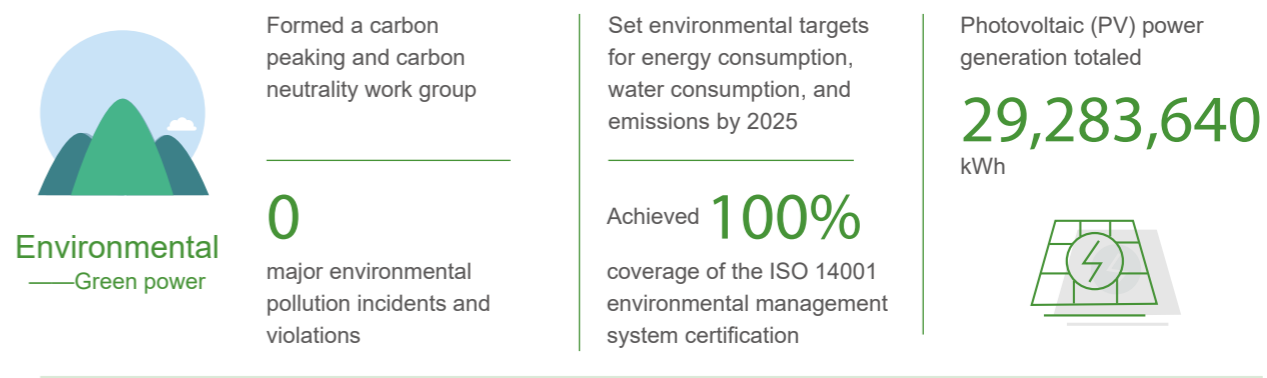 Environmental
——Green power
Formed a carbon
peaking and carbon
neutrality work group
0
major environmental
pollution incidents and
violations
Set environmental targets
for energy consumption,
water consumption, and
emissions by 2025
Achieved 100%
coverage of the ISO 14001
environmental management
system certification
Photovoltaic (PV) power
generation totaled
29,283,640
kWh